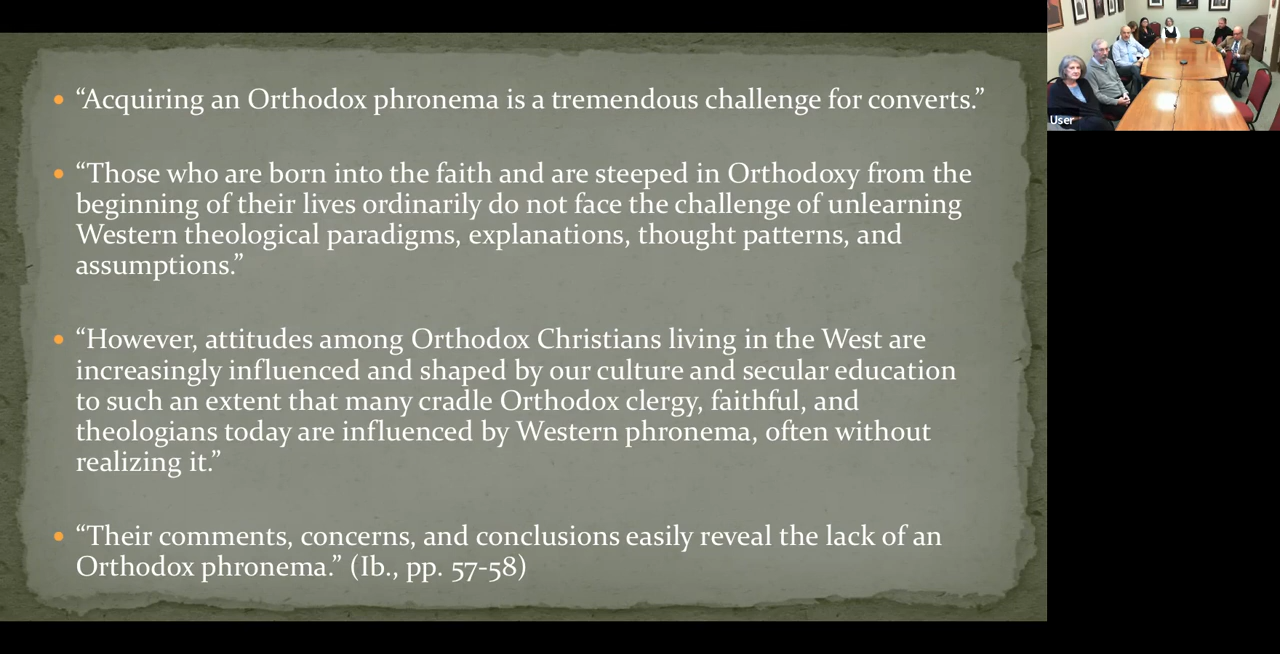 • “Acquiring an Orthodox phronema is a tremendous challenge for converts.”
• “Those who are born into the faith and are steeped in Orthodoxy from the
beginning of their lives ordinarily do not face the challenge of unlearning
Western theological paradigms, explanations, thought patterns, and
assumptions.”
• “However, attitudes among Orthodox Christians living in the West are
increasingly influenced and shaped by our culture and secular education
to such an extent that many cradle Orthodox clergy, faithful, and
theologians today are influenced by Western phronema, often without
realizing it.”
• “Their comments, concerns, and conclusions easily reveal the lack of an
Orthodox phronema.” (Ib., pp. 57-58)
User